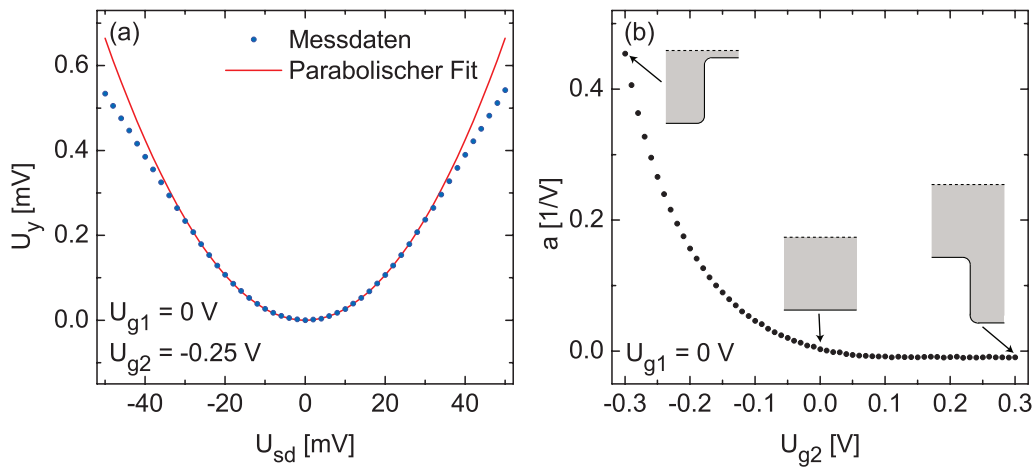 (a)
Messdaten
Parabolischer Fit
0.6
0.4
0.2
0.0
U_y [mV]
U_g1 = 0 V
U_g2 = -0.25 V
-40 -20 0 20 40
U_sd [mV]
(b)
0.4
0.2
0.0
a [1/V]
U_g1 = 0 V
-0.3 -0.2 -0.1 0.0 0.1 0.2 0.3
U_g2 [V]